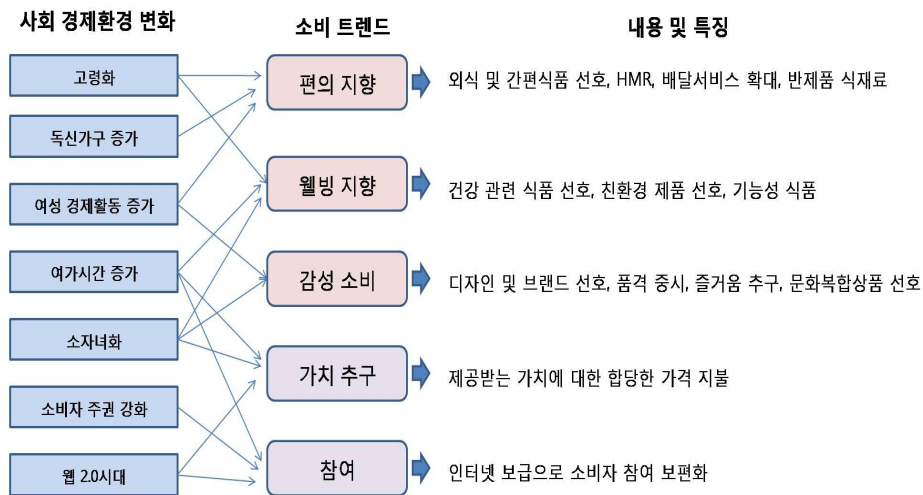 사회 경제환경 변화
소비 트렌드
내용 및 특징
고령화
독신가구 증가
여성 경제활동 증가
여가시간 증가
소자녀화
소비자 주권 강화
웹 2.0시대
편의 지향
웰빙 지향
감성 소비
가치 추구
참여
외식 및 간편식품 선호, HMR, 배달서비스 확대, 반제품 식재료
건강 관련 식품 선호, 친환경 제품 선호, 기능성 식품
디자인 및 브랜드 선호, 품격 중시, 즐거움 추구, 문화복합상품 선호
제공받는 가치에 대한 합당한 가격 지불
인터넷 보급으로 소비자 참여 보편화